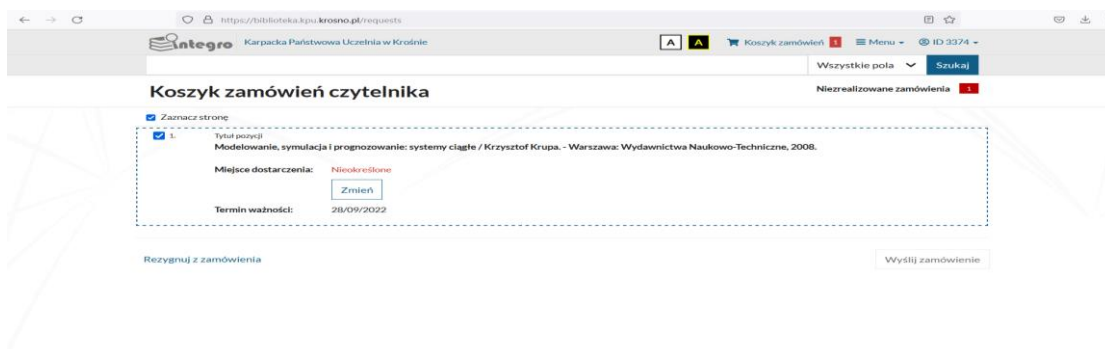 https://biblioteka.kpu.krosno.pl/requests
Integro Karpacka Państwowa Uczelnia w Krośnie A A Koszyk zamówień 1 Menu ID 3374
Wszystkie pola Szukaj
Koszyk zamówień czytelnika Niezrealizowane zamówienia 1
Zaznacz stronę
1. Tytuł pozycji
Modelowanie, symulacja i prognozowanie: systemy ciągłe / Krzysztof Krupa. - Warszawa: Wydawnictwa Naukowo-Techniczne, 2008.
Miejsce dostarczenia: Nieokreślone
Zmień
Termin ważności: 28/09/2022
Rezygnuj z zamówienia Wyślij zamówienie